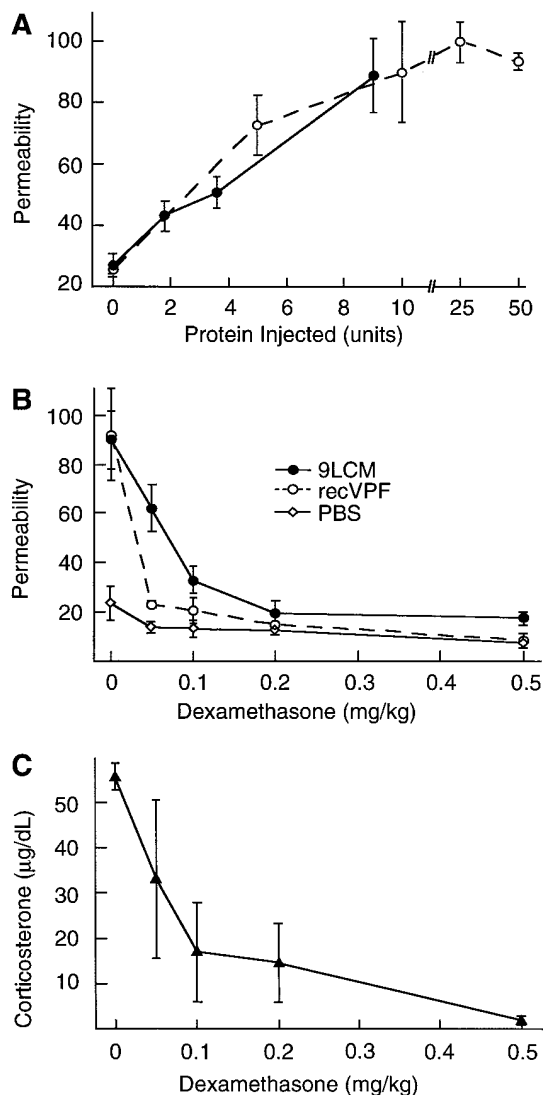 A
Permeability
100
80
60
40
20
0 2 4 6 8 10 // 25 50
Protein Injected (units)
B
Permeability
100
80
60
40
20
9LCM
recVPF
PBS
0 0.1 0.2 0.3 0.4 0.5
Dexamethasone (mg/kg)
C
Corticosterone (µg/dL)
50
40
30
20
10
0 0.1 0.2 0.3 0.4 0.5
Dexamethasone (mg/kg)